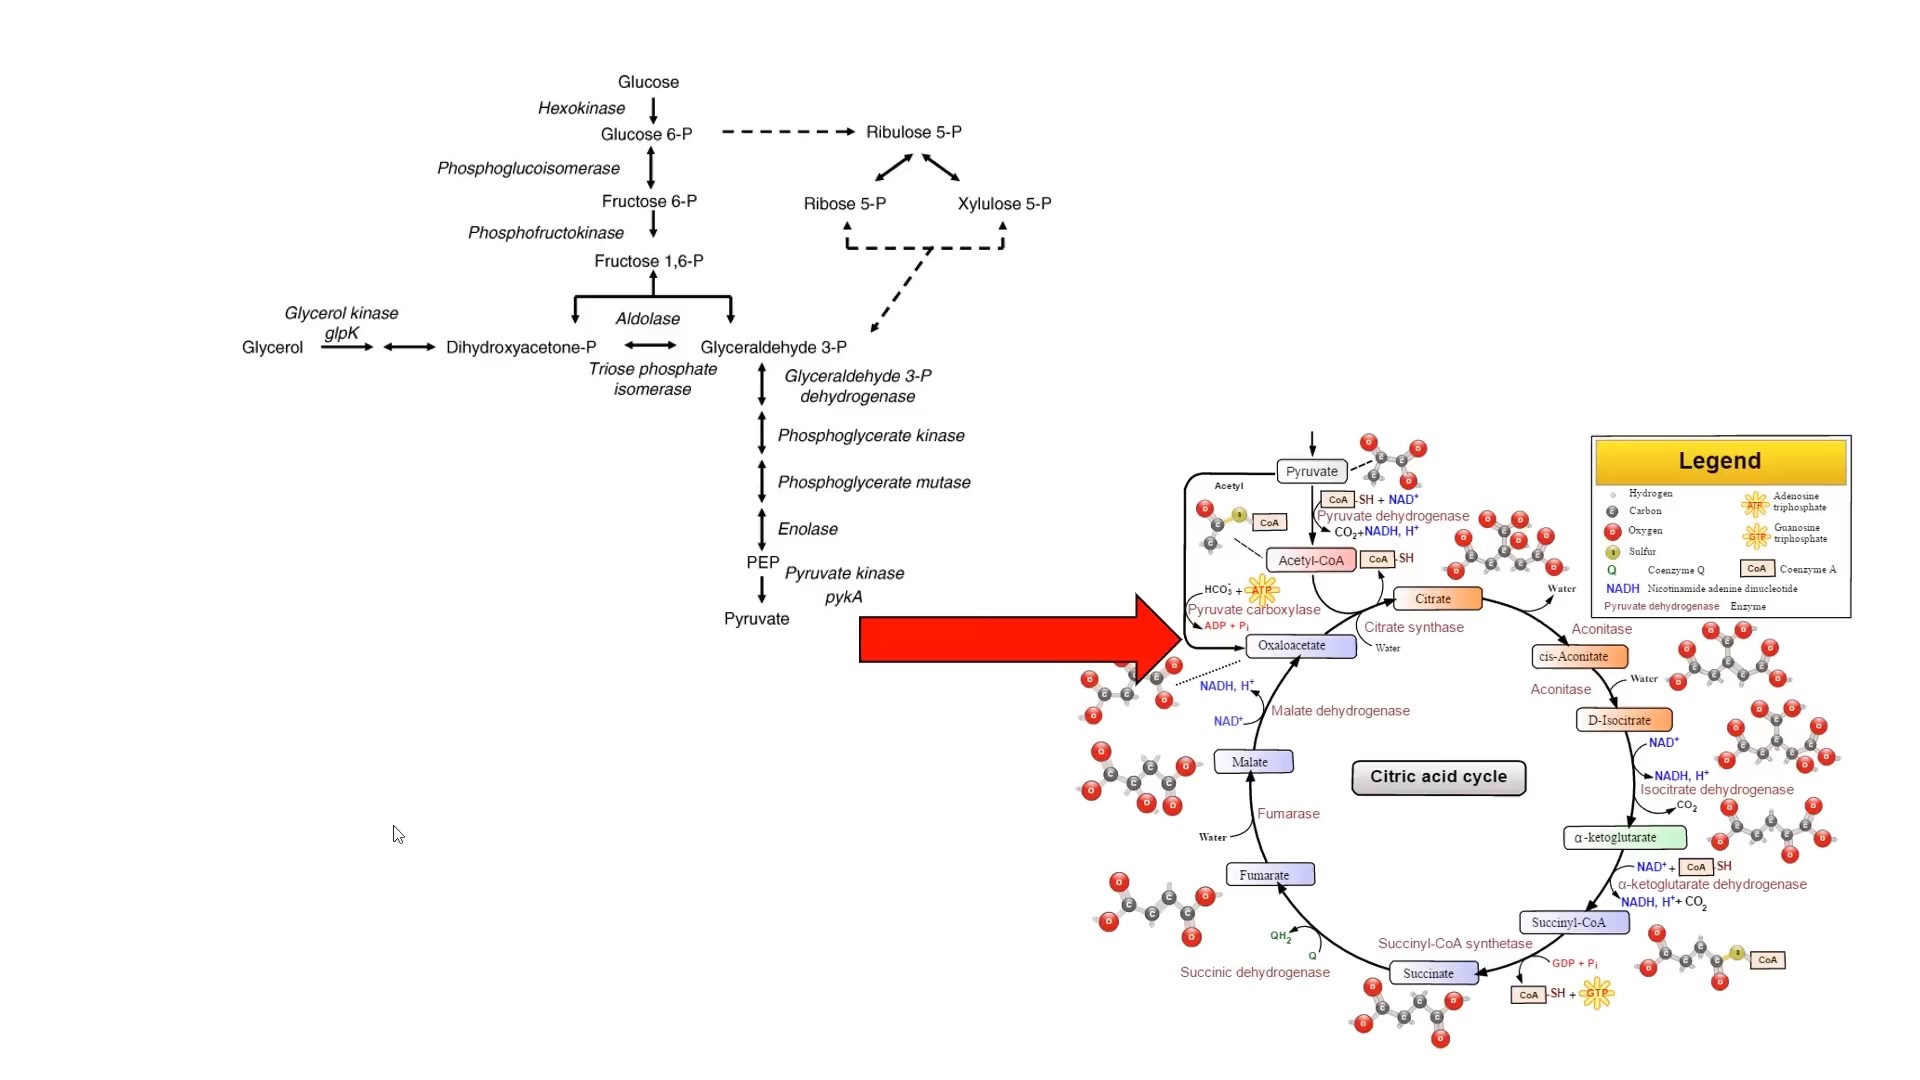 Glucose
Hexokinase
Glucose 6-P
Ribulose 5-P
Phosphoglucoisomerase
Fructose 6-P
Ribose 5-P
Xylulose 5-P
Phosphofructokinase
Fructose 1,6-P
Glycerol kinase
glpK
Aldolase
Glycerol
Dihydroxyacetone-P
Glyceraldehyde 3-P
Triose phosphate
isomerase
Glyceraldehyde 3-P
dehydrogenase
Phosphoglycerate kinase
Phosphoglycerate mutase
Enolase
PEP
Pyruvate kinase
pykA
Pyruvate
Pyruvate
Acetyl
CoA-SH + NAD⁺
Pyruvate dehydrogenase
CO₂+NADH, H⁺
S
CoA
Acetyl-CoA
CoA-SH
HCO₃⁻ + ATP
Pyruvate carboxylase
ADP + Pi
Citrate
Water
Citrate synthase
Water
Oxaloacetate
Aconitase
cis-Aconitate
Water
Aconitase
D-Isocitrate
NAD⁺
NADH, H⁺
Isocitrate dehydrogenase
CO₂
α-ketoglutarate
NAD⁺+ CoA-SH
α-ketoglutarate dehydrogenase
NADH, H⁺+ CO₂
Succinyl-CoA
S
CoA
Succinyl-CoA synthetase
GDP + Pi
CoA-SH + GTP
Succinate
QH₂
Q
Succinic dehydrogenase
Fumarate
Water
Fumarase
Malate
NADH, H⁺
NAD⁺
Malate dehydrogenase
Citric acid cycle
Legend
Hydrogen
C Carbon
O Oxygen
S Sulfur
Q Coenzyme Q
ATP Adenosine
triphosphate
GTP Guanosine
triphosphate
CoA Coenzyme A
NADH Nicotinamide adenine dinucleotide
Pyruvate dehydrogenase Enzyme